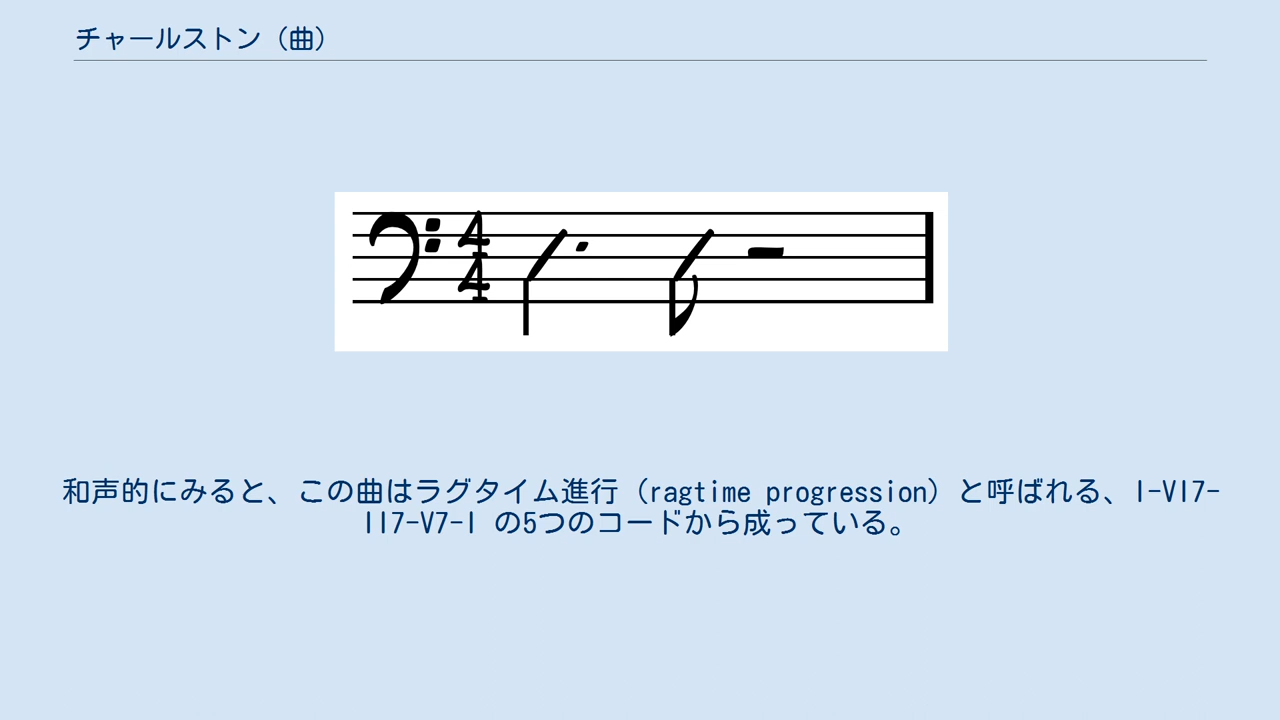 チャールストン（曲）
4
4
和声的にみると、この曲はラグタイム進行（ragtime progression）と呼ばれる、I-VI7-
II7-V7-I の5つのコードから成っている。